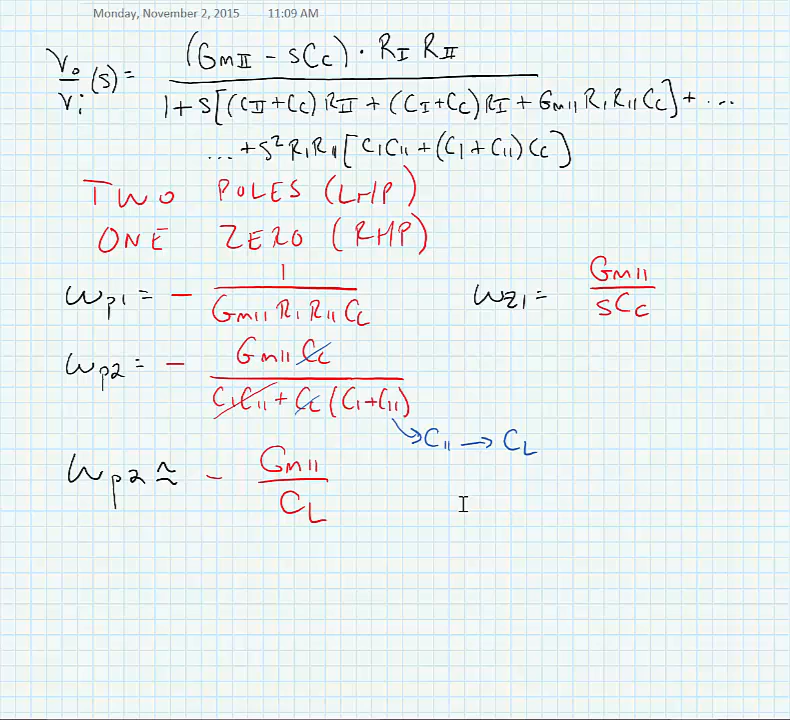 Monday, November 2, 2015 11:09 AM
Vo/Vi (s) = (GmII - sCc) · RI RII / 1 + s[(CII + Cc) RII + (CI + Cc) RI + GmII RI RII Cc] + ...
... + s² RI RII [CI CII + (CI + CII) Cc]
TWO POLES (LHP)
ONE ZERO (RHP)
ωp1 = - 1 / GmII RI RII Cc ωz1 = GmII / sCc
ωp2 = - GmII Cc / CI CII + Cc (CI + CII)
CII → CL
ωp2 ≈ - GmII / CL